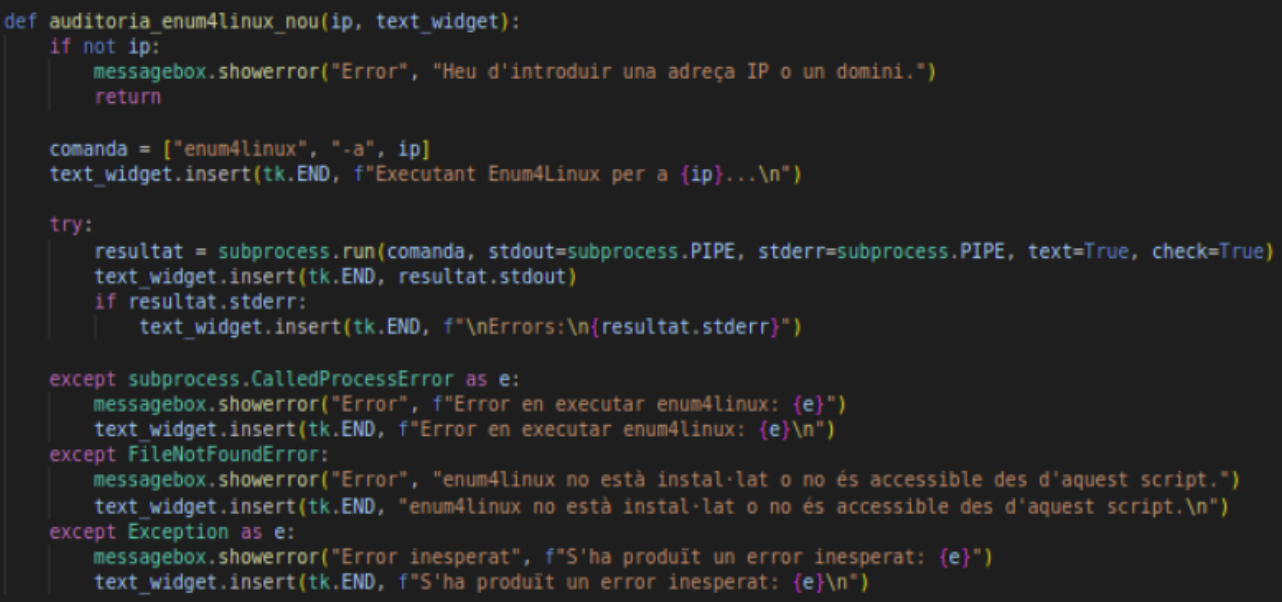 def auditoria_enum4linux_nou(ip, text_widget):
    if not ip:
        messagebox.showerror("Error", "Heu d'introduir una adreça IP o un domini.")
        return
    comanda = ["enum4linux", "-a", ip]
    text_widget.insert(tk.END, f"Executant Enum4Linux per a {ip}...\n")
    try:
        resultat = subprocess.run(comanda, stdout=subprocess.PIPE, stderr=subprocess.PIPE, text=True, check=True)
        text_widget.insert(tk.END, resultat.stdout)
        if resultat.stderr:
            text_widget.insert(tk.END, f"\nErrors:\n{resultat.stderr}")
    except subprocess.CalledProcessError as e:
        messagebox.showerror("Error", f"Error en executar enum4linux: {e}")
        text_widget.insert(tk.END, f"Error en executar enum4linux: {e}\n")
    except FileNotFoundError:
        messagebox.showerror("Error", "enum4linux no està instal·lat o no és accessible des d'aquest script.")
        text_widget.insert(tk.END, "enum4linux no està instal·lat o no és accessible des d'aquest script.\n")
    except Exception as e:
        messagebox.showerror("Error inesperat", f"S'ha produït un error inesperat: {e}")
        text_widget.insert(tk.END, f"S'ha produït un error inesperat: {e}\n")